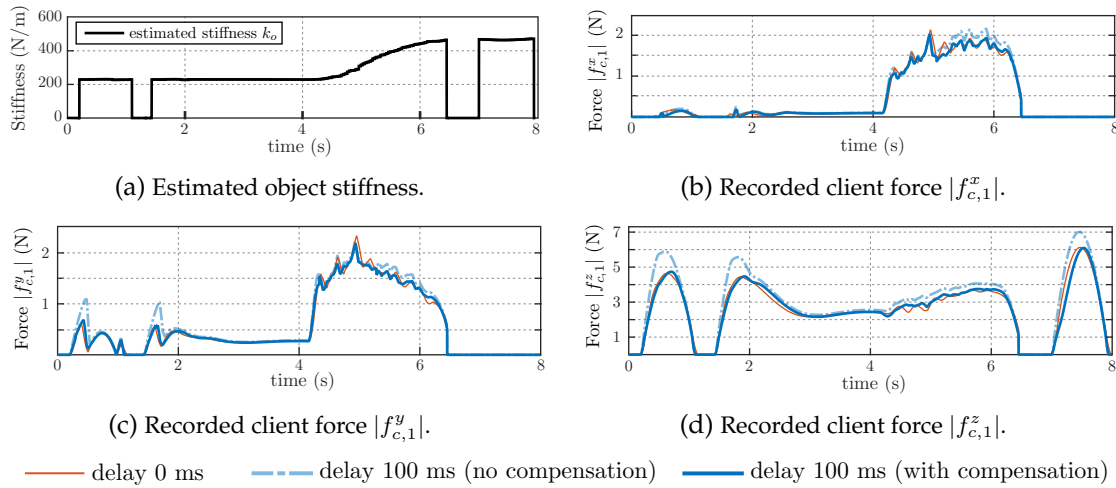 Stiffness (N/m)
600
400
200
0
estimated stiffness k_o
0 2 4 6 8
time (s)
(a) Estimated object stiffness.
Force |f^x_{c,1}| (N)
2
1
0 2 4 6 8
time (s)
(b) Recorded client force |f^x_{c,1}|.
Force |f^y_{c,1}| (N)
2
1
0 2 4 6 8
time (s)
(c) Recorded client force |f^y_{c,1}|.
Force |f^z_{c,1}| (N)
7
5
3
1
0 2 4 6 8
time (s)
(d) Recorded client force |f^z_{c,1}|.
delay 0 ms delay 100 ms (no compensation) delay 100 ms (with compensation)